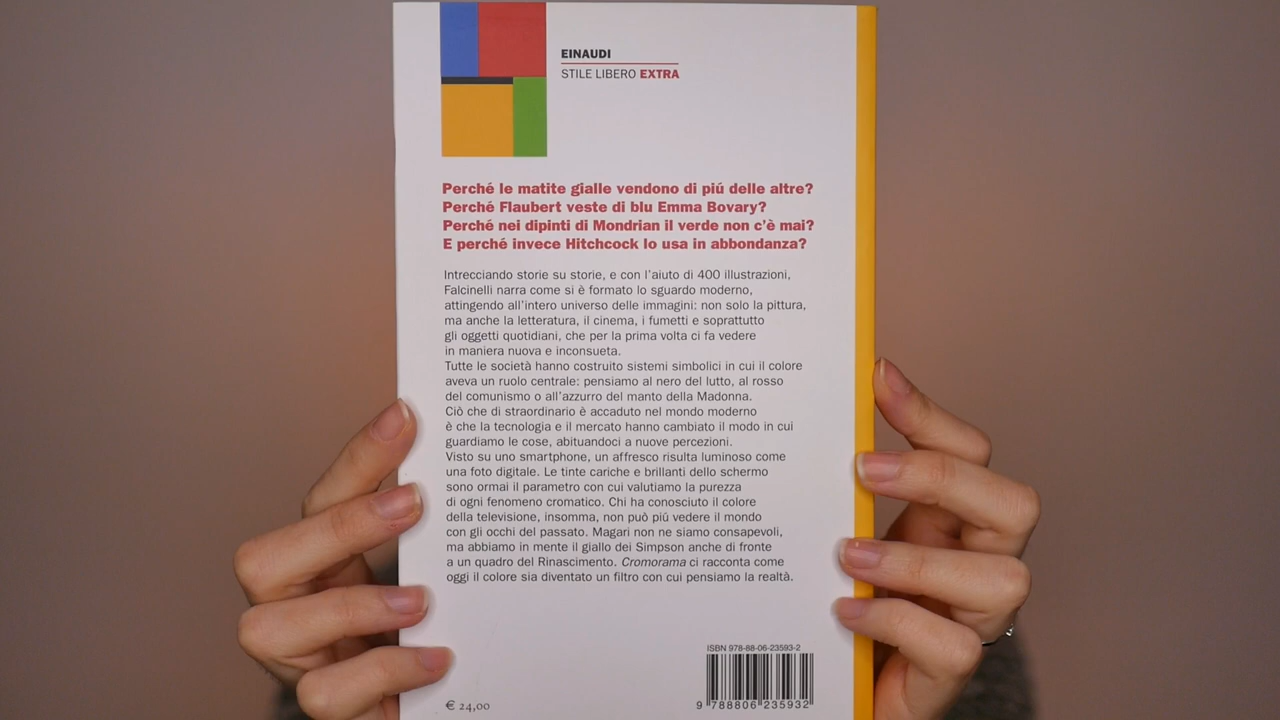 EINAUDI
STILE LIBERO EXTRA
Perché le matite gialle vendono di piú delle altre?
Perché Flaubert veste di blu Emma Bovary?
Perché nei dipinti di Mondrian il verde non c'è mai?
E perché invece Hitchcock lo usa in abbondanza?
Intrecciando storie su storie, e con l'aiuto di 400 illustrazioni,
Falcinelli narra come si è formato lo sguardo moderno,
attingendo all'intero universo delle immagini: non solo la pittura,
ma anche la letteratura, il cinema, i fumetti e soprattutto
gli oggetti quotidiani, che per la prima volta ci fa vedere
in maniera nuova e inconsueta.
Tutte le società hanno costruito sistemi simbolici in cui il colore
aveva un ruolo centrale: pensiamo al nero del lutto, al rosso
del comunismo o all'azzurro del manto della Madonna.
Ciò che di straordinario è accaduto nel mondo moderno
è che la tecnologia e il mercato hanno cambiato il modo in cui
guardiamo le cose, abituandoci a nuove percezioni.
Visto su uno smartphone, un affresco risulta luminoso come
una foto digitale. Le tinte cariche e brillanti dello schermo
sono ormai il parametro con cui valutiamo la purezza
di ogni fenomeno cromatico. Chi ha conosciuto il colore
della televisione, insomma, non può piú vedere il mondo
con gli occhi del passato. Magari non ne siamo consapevoli,
ma abbiamo in mente il giallo dei Simpson anche di fronte
a un quadro del Rinascimento. Cromorama ci racconta come
oggi il colore sia diventato un filtro con cui pensiamo la realtà.
ISBN 978-88-06-23593-2
€ 24,00
9 788806 235932